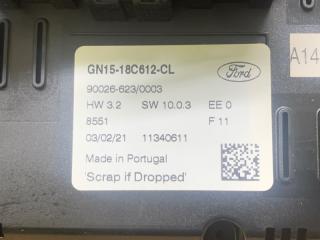 GN15-18C612-CL
Ford
90026-623/0003
HW 3.2 SW 10.0.3 EE 0
8551 F 11
03/02/21 11340611
Made in Portugal
'Scrap if Dropped'
A14